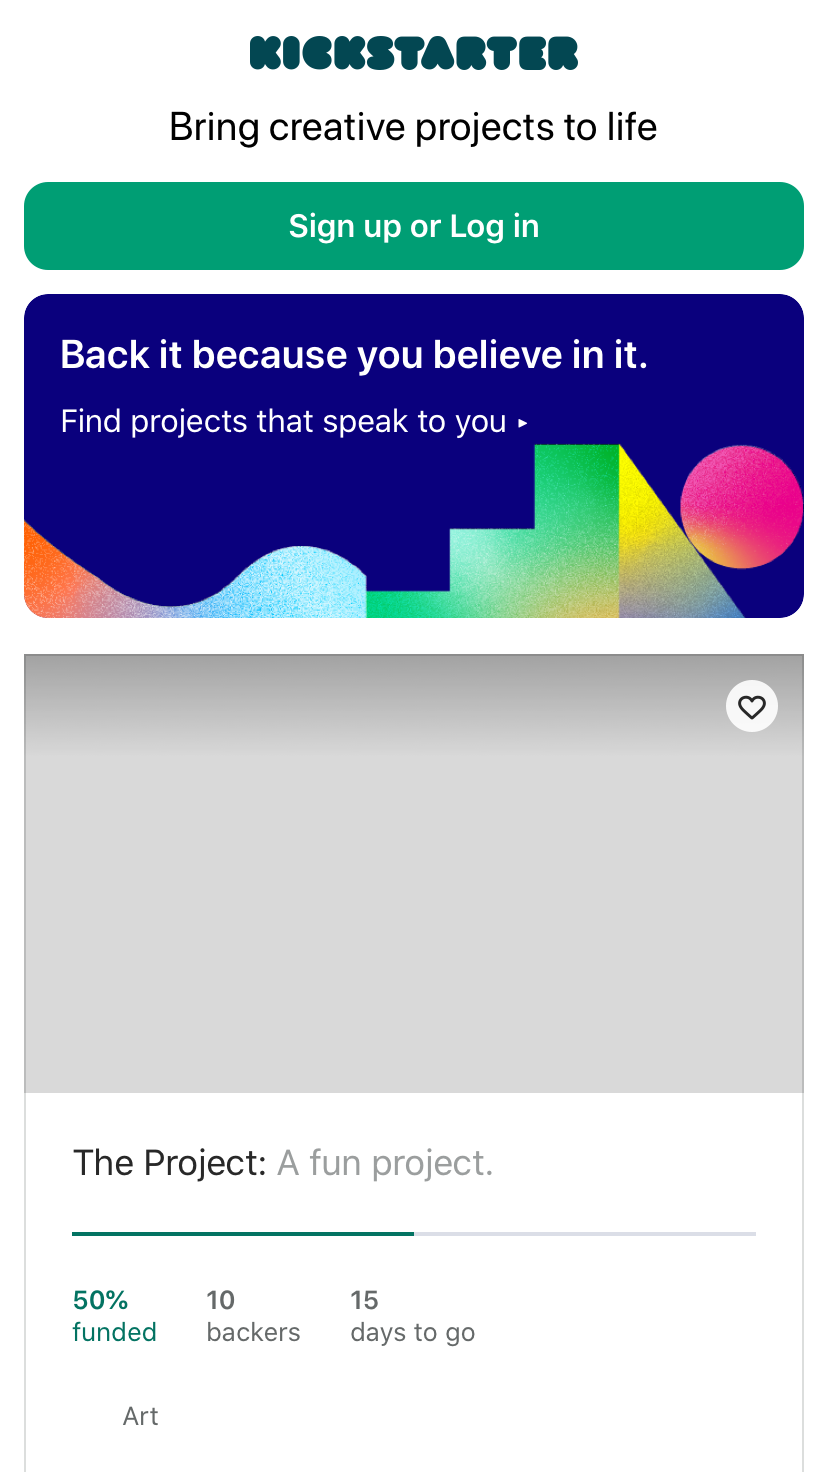 KICKSTARTER
Bring creative projects to life
Sign up or Log in
Back it because you believe in it.
Find projects that speak to you ▸
The Project: A fun project.
50% 10 15
funded backers days to go
Art